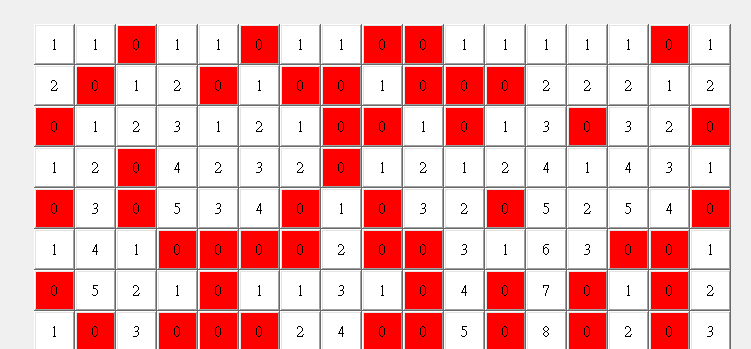 1 1 0 1 1 0 1 1 0 0 1 1 1 1 1 0 1
2 0 1 2 0 1 0 0 1 0 0 0 2 2 2 1 2
0 1 2 3 1 2 1 0 0 1 0 1 3 0 3 2 0
1 2 0 4 2 3 2 0 1 2 1 2 4 1 4 3 1
0 3 0 5 3 4 0 1 0 3 2 0 5 2 5 4 0
1 4 1 0 0 0 0 2 0 0 3 1 6 3 0 0 1
0 5 2 1 0 1 1 3 1 0 4 0 7 0 1 0 2
1 0 3 0 0 0 2 4 0 0 5 0 8 0 2 0 3